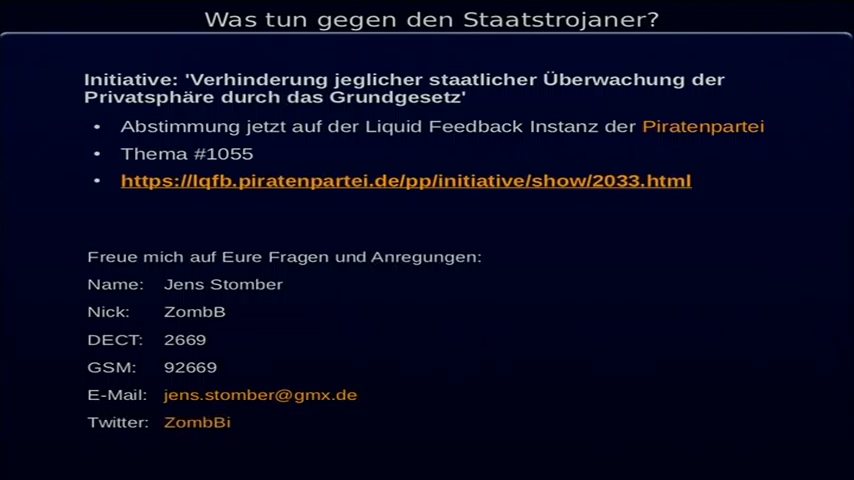 Was tun gegen den Staatstrojaner?
Initiative: 'Verhinderung jeglicher staatlicher Überwachung der
Privatsphäre durch das Grundgesetz'
• Abstimmung jetzt auf der Liquid Feedback Instanz der Piratenpartei
• Thema #1055
• https://lqfb.piratenpartei.de/pp/initiative/show/2033.html
Freue mich auf Eure Fragen und Anregungen:
Name: Jens Stomber
Nick: ZombB
DECT: 2669
GSM: 92669
E-Mail: jens.stomber@gmx.de
Twitter: ZombBi